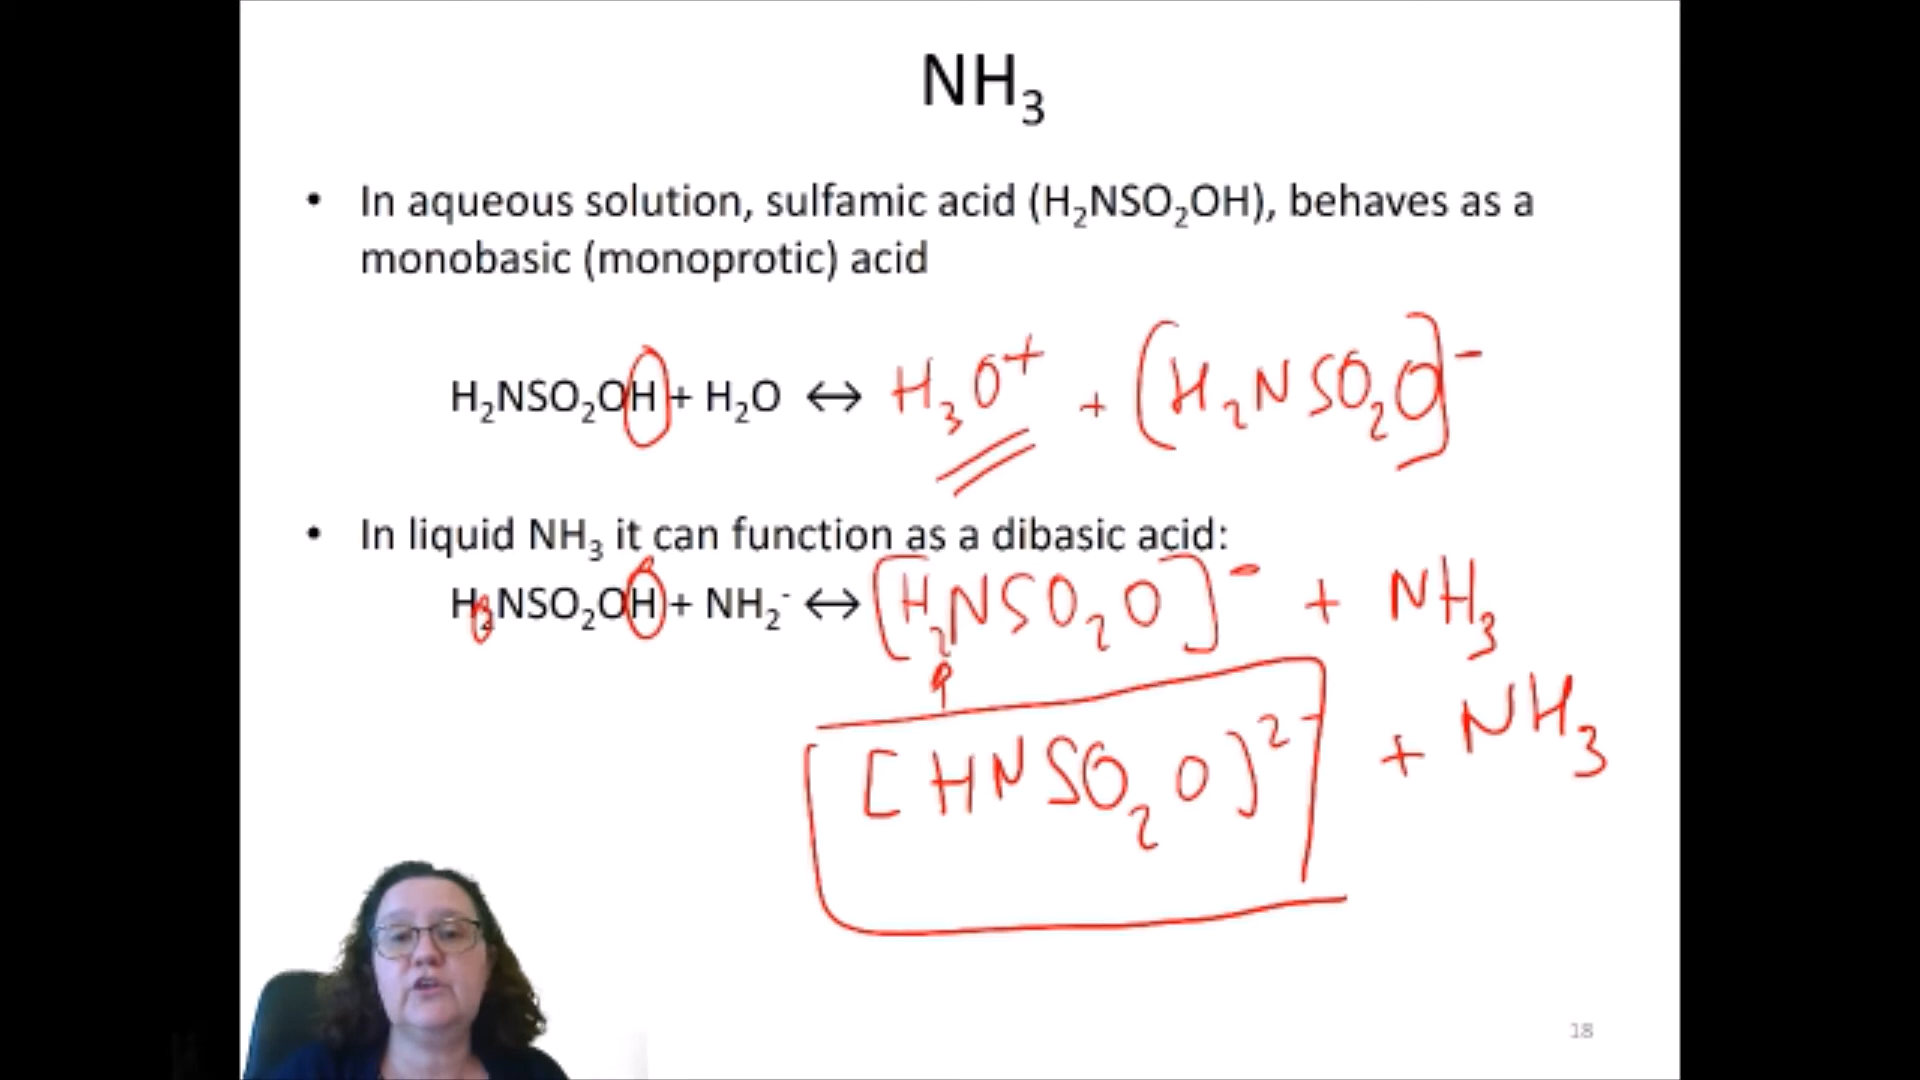 NH₃
• In aqueous solution, sulfamic acid (H₂NSO₂OH), behaves as a
monobasic (monoprotic) acid
H₂NSO₂OH + H₂O ↔ H₃O⁺ + [H₂NSO₂O]⁻
• In liquid NH₃ it can function as a dibasic acid:
H₂NSO₂OH + NH₂⁻ ↔ [H₂NSO₂O]⁻ + NH₃
[HNSO₂O]²⁻ + NH₃
18